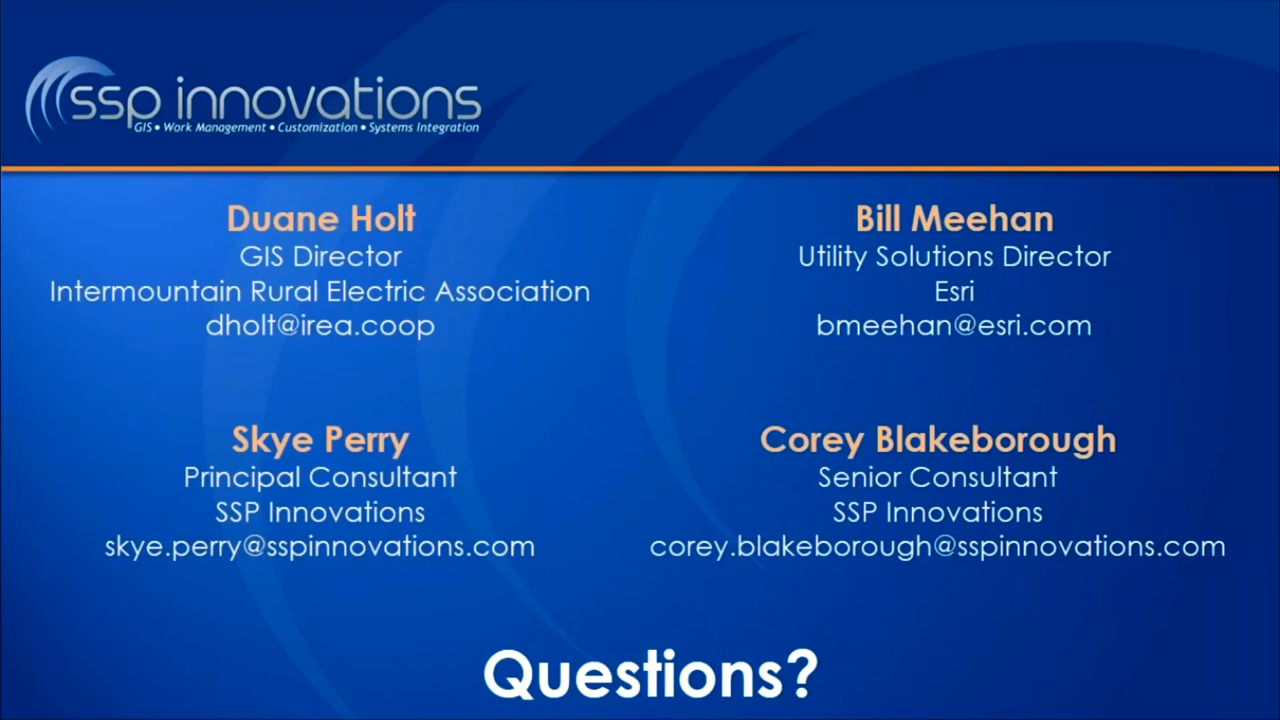 ssp innovations
GIS • Work Management • Customization • Systems Integration
Duane Holt
GIS Director
Intermountain Rural Electric Association
dholt@irea.coop
Bill Meehan
Utility Solutions Director
Esri
bmeehan@esri.com
Skye Perry
Principal Consultant
SSP Innovations
skye.perry@sspinnovations.com
Corey Blakeborough
Senior Consultant
SSP Innovations
corey.blakeborough@sspinnovations.com
Questions?